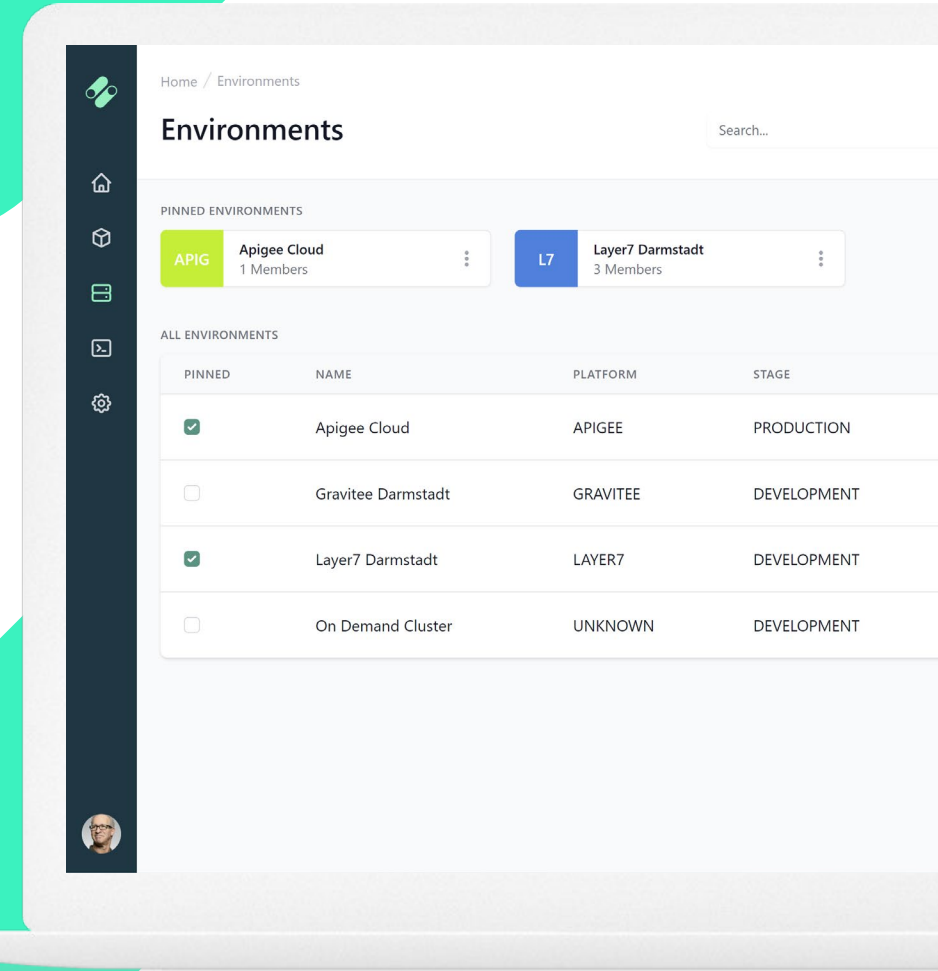 Home / Environments
Environments
Search...
PINNED ENVIRONMENTS
APIG
Apigee Cloud
1 Members
L7
Layer7 Darmstadt
3 Members
ALL ENVIRONMENTS
PINNED NAME PLATFORM STAGE
Apigee Cloud APIGEE PRODUCTION
Gravitee Darmstadt GRAVITEE DEVELOPMENT
Layer7 Darmstadt LAYER7 DEVELOPMENT
On Demand Cluster UNKNOWN DEVELOPMENT